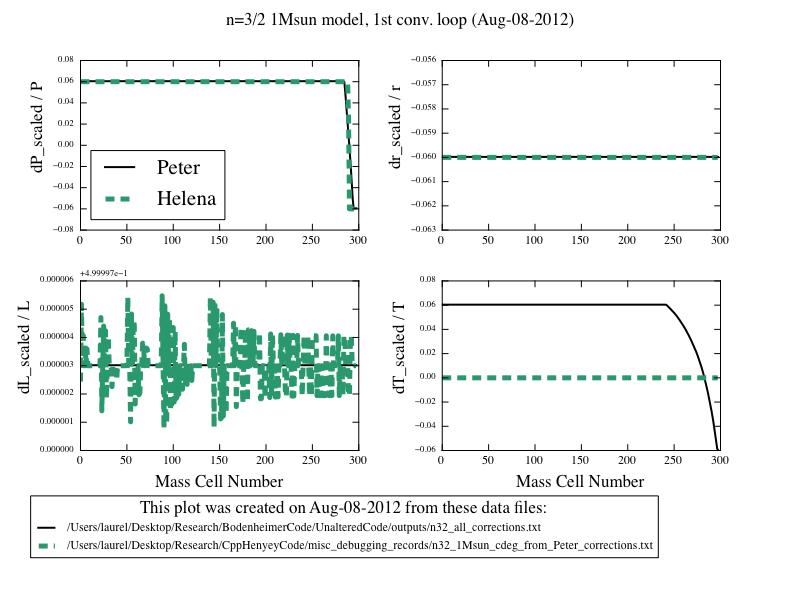 n=3/2 1Msun model, 1st conv. loop (Aug-08-2012)
dP_scaled / P
0.08
0.06
0.04
0.02
0.00
−0.02
−0.04
−0.06
−0.08
0 50 100 150 200 250 300
Peter
Helena
dr_scaled / r
−0.056
−0.057
−0.058
−0.059
−0.060
−0.061
−0.062
−0.063
0 50 100 150 200 250 300
dL_scaled / L
+4.99997e−1
0.000006
0.000005
0.000004
0.000003
0.000002
0.000001
0.000000
0 50 100 150 200 250 300
Mass Cell Number
dT_scaled / T
0.08
0.06
0.04
0.02
0.00
−0.02
−0.04
−0.06
0 50 100 150 200 250 300
Mass Cell Number
This plot was created on Aug-08-2012 from these data files:
/Users/laurel/Desktop/Research/BodenheimerCode/UnalteredCode/outputs/n32_all_corrections.txt
/Users/laurel/Desktop/Research/CppHenyeyCode/misc_debugging_records/n32_1Msun_cdeg_from_Peter_corrections.txt